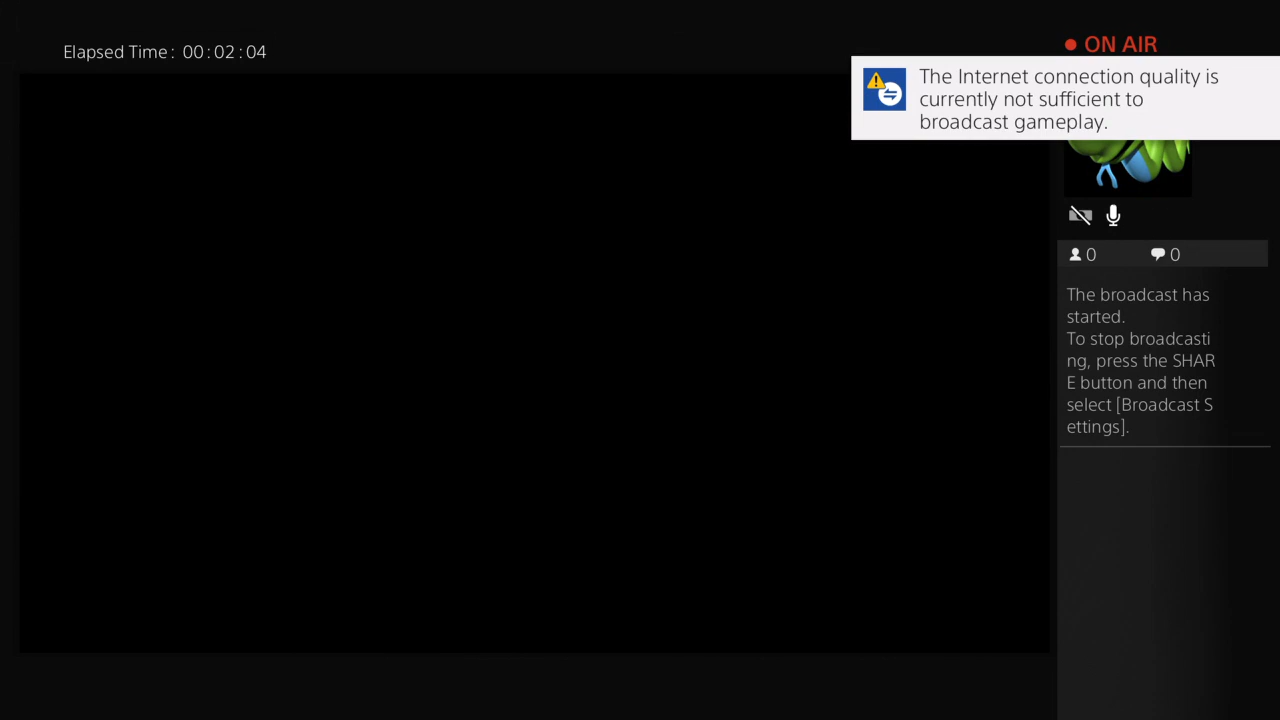 Elapsed Time: 00:02:04
ON AIR
The Internet connection quality is
currently not sufficient to
broadcast gameplay.
0
0
The broadcast has
started.
To stop broadcasti
ng, press the SHAR
E button and then
select [Broadcast S
ettings].